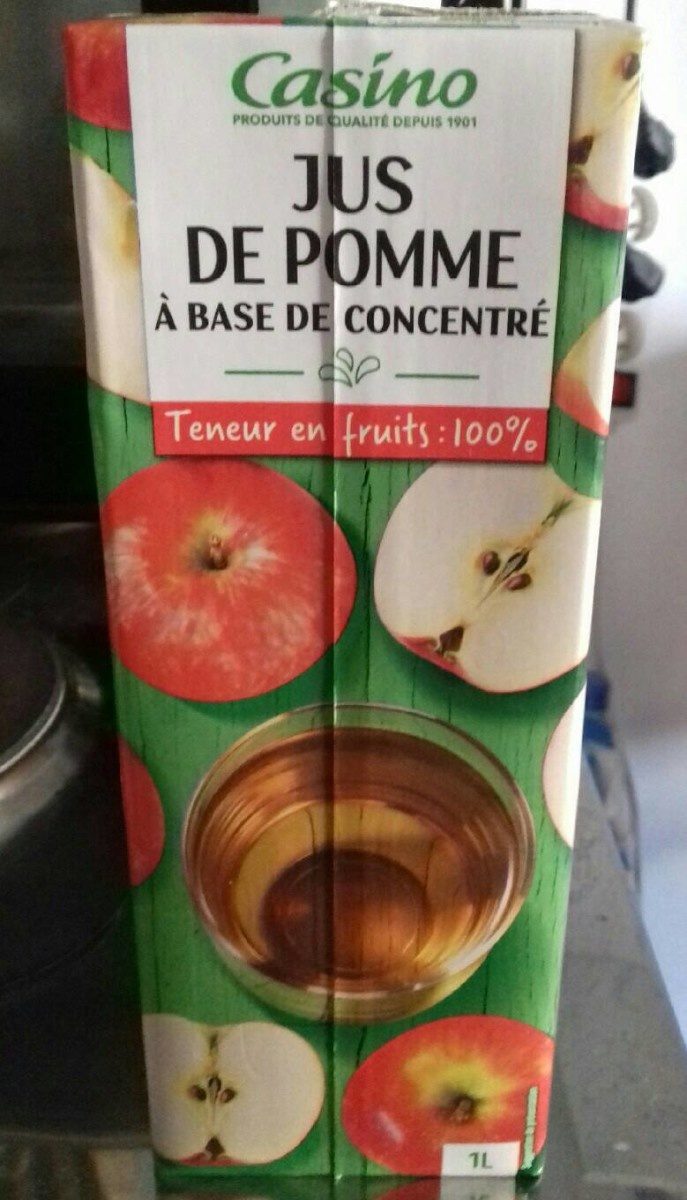 Casino
PRODUITS DE QUALITÉ DEPUIS 1901
JUS
DE POMME
À BASE DE CONCENTRÉ
Teneur en fruits : 100%
1L